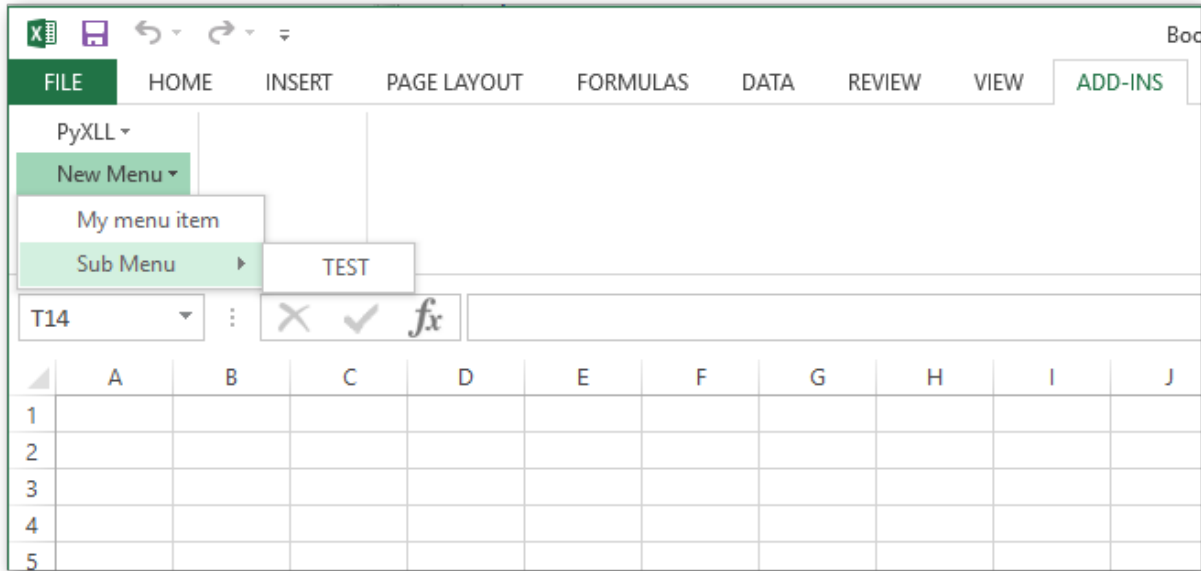 Boo
FILE HOME INSERT PAGE LAYOUT FORMULAS DATA REVIEW VIEW ADD-INS
PyXLL
New Menu
My menu item
Sub Menu TEST
T14 fx
A B C D E F G H I J
1
2
3
4
5